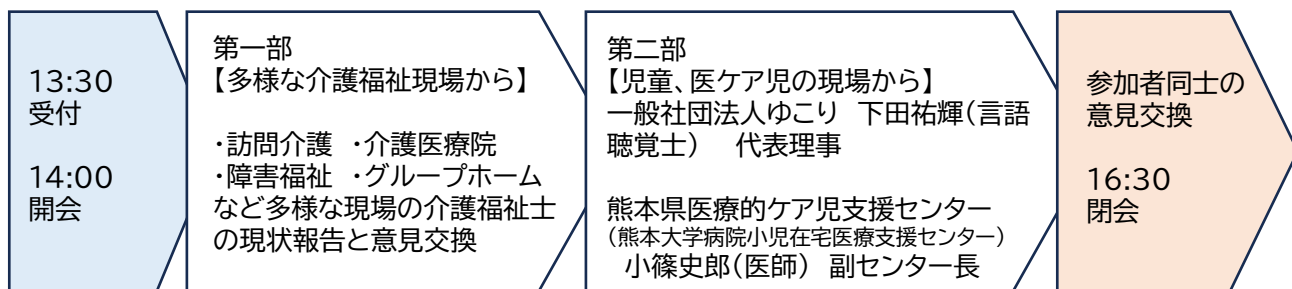 13:30
受付
14:00
開会
第一部
【多様な介護福祉現場から】
・訪問介護 ・介護医療院
・障害福祉 ・グループホーム
など多様な現場の介護福祉士
の現状報告と意見交換
第二部
【児童、医ケア児の現場から】
一般社団法人ゆこり 下田祐輝(言語
聴覚士) 代表理事
熊本県医療的ケア児支援センター
(熊本大学病院小児在宅医療支援センター)
小篠史郎(医師) 副センター長
参加者同士の
意見交換
16:30
閉会